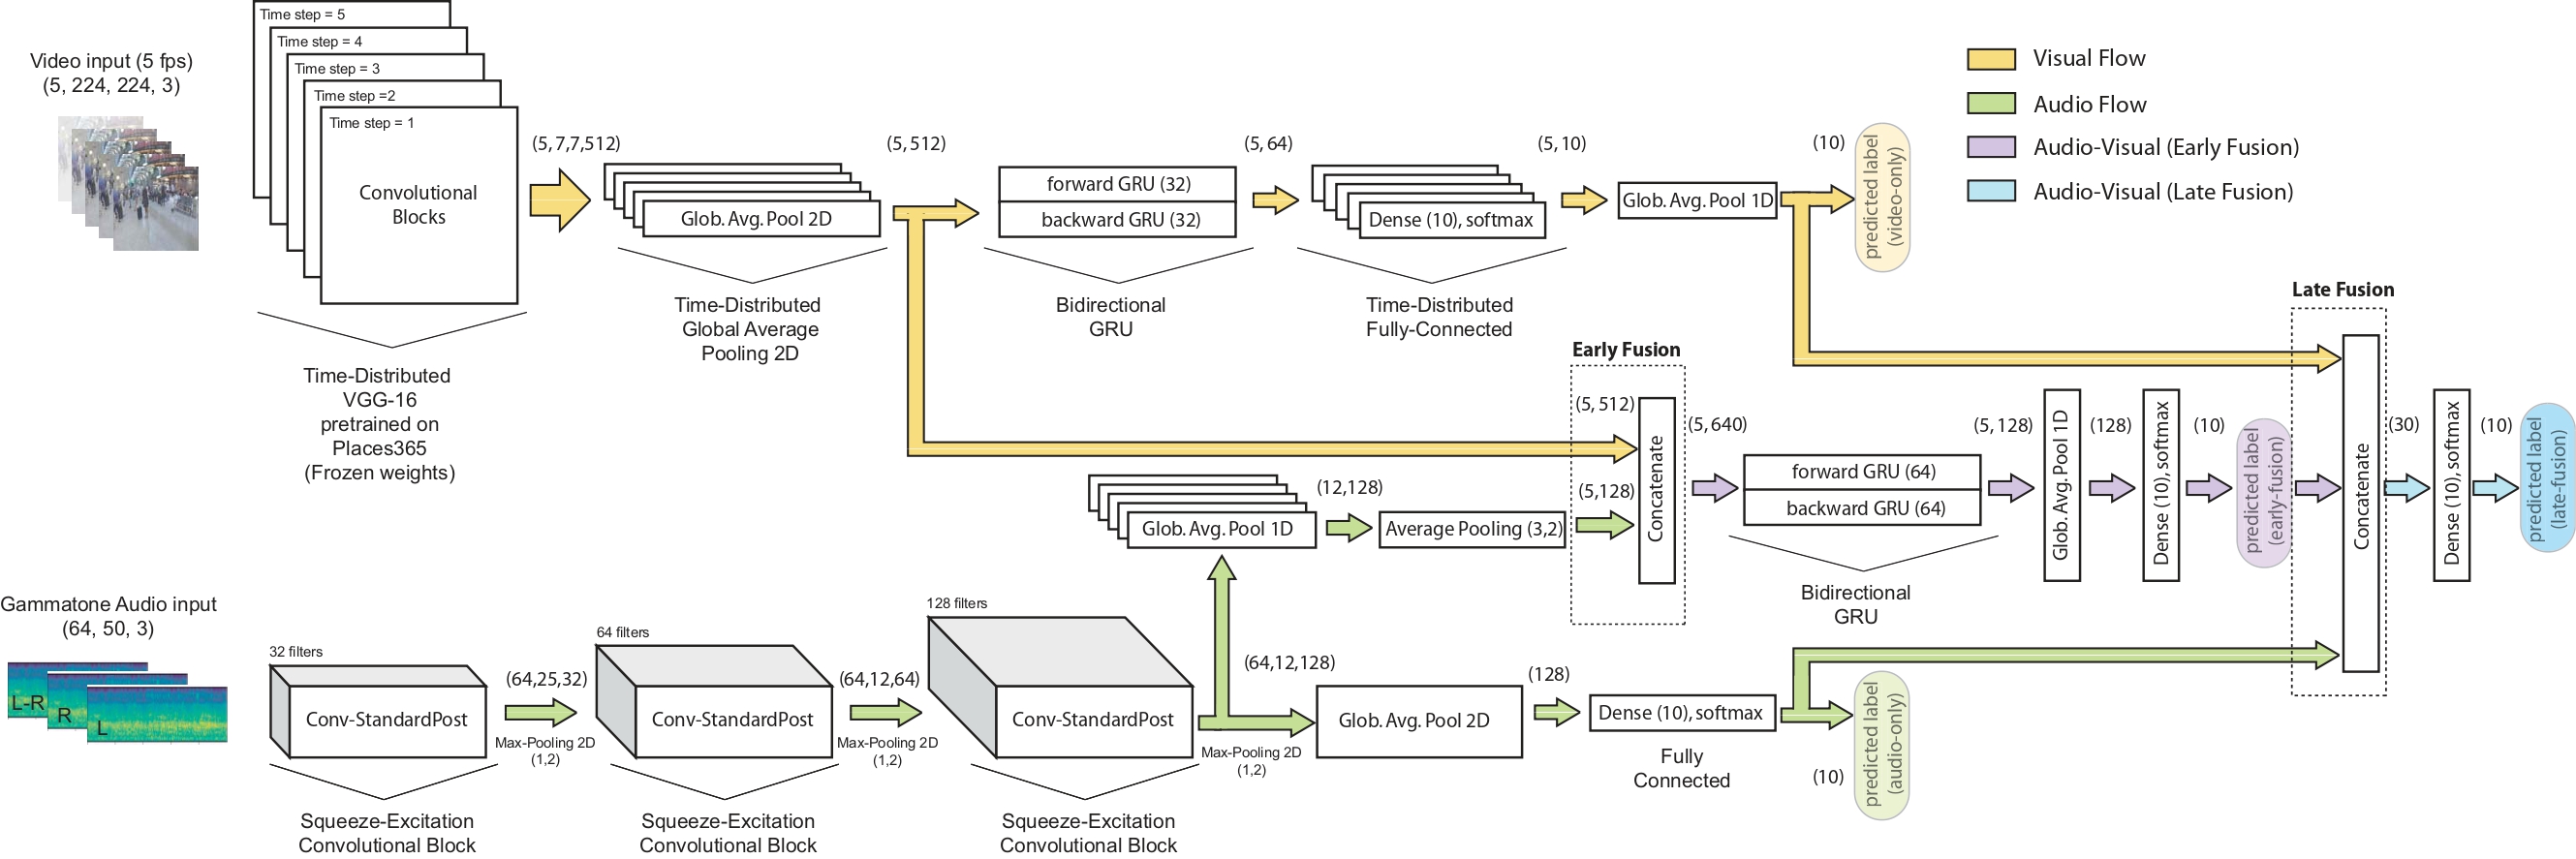 Time step = 5
Time step = 4
Time step = 3
Time step =2
Time step = 1
Convolutional
Blocks
Video input (5 fps)
(5, 224, 224, 3)
Time-Distributed
VGG-16
pretrained on
Places365
(Frozen weights)
(5, 7,7,512)
Glob. Avg. Pool 2D
Time-Distributed
Global Average
Pooling 2D
(5, 512)
forward GRU (32)
backward GRU (32)
Bidirectional
GRU
(5, 64)
Dense (10), softmax
Time-Distributed
Fully-Connected
(5, 10)
Glob. Avg. Pool 1D
(10)
predicted label
(video-only)
Visual Flow
Audio Flow
Audio-Visual (Early Fusion)
Audio-Visual (Late Fusion)
Early Fusion
(5, 512)
(5,128)
Concatenate
(5, 640)
forward GRU (64)
backward GRU (64)
Bidirectional
GRU
(5, 128)
Glob. Avg. Pool 1D
(128)
Dense (10), softmax
(10)
predicted label
(early-fusion)
Late Fusion
Concatenate
(30)
Dense (10), softmax
(10)
predicted label
(late-fusion)
Glob. Avg. Pool 1D
(12,128)
Average Pooling (3,2)
Gammatone Audio input
(64, 50, 3)
L-R
R
L
32 filters
Conv-StandardPost
Squeeze-Excitation
Convolutional Block
(64,25,32)
Max-Pooling 2D
(1,2)
64 filters
Conv-StandardPost
Squeeze-Excitation
Convolutional Block
(64,12,64)
Max-Pooling 2D
(1,2)
128 filters
Conv-StandardPost
Squeeze-Excitation
Convolutional Block
(64,12,128)
Max-Pooling 2D
(1,2)
Glob. Avg. Pool 2D
(128)
Dense (10), softmax
Fully
Connected
(10)
predicted label
(audio-only)